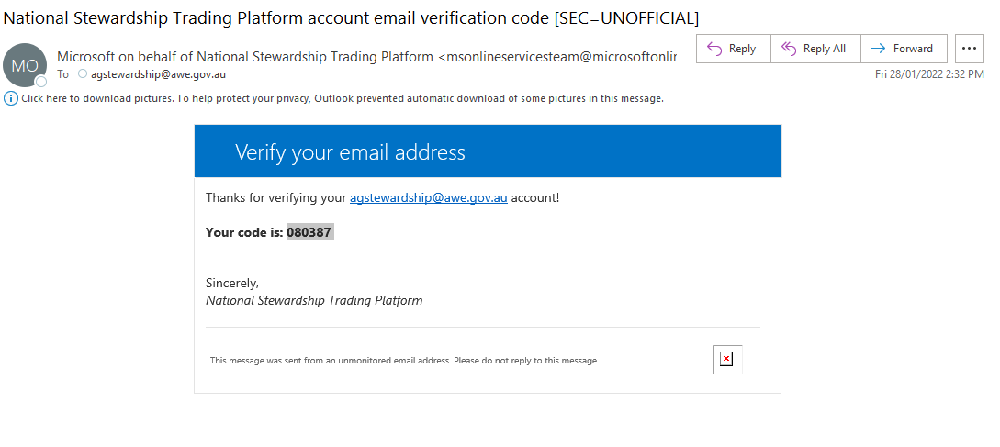 National Stewardship Trading Platform account email verification code [SEC=UNOFFICIAL]
MO
Microsoft on behalf of National Stewardship Trading Platform <msonlineservicesteam@microsoftonlir
To agstewardship@awe.gov.au
Reply
Reply All
Forward
Fri 28/01/2022 2:32 PM
Click here to download pictures. To help protect your privacy, Outlook prevented automatic download of some pictures in this message.
Verify your email address
Thanks for verifying your agstewardship@awe.gov.au account!
Your code is: 080387
Sincerely,
National Stewardship Trading Platform
This message was sent from an unmonitored email address. Please do not reply to this message.